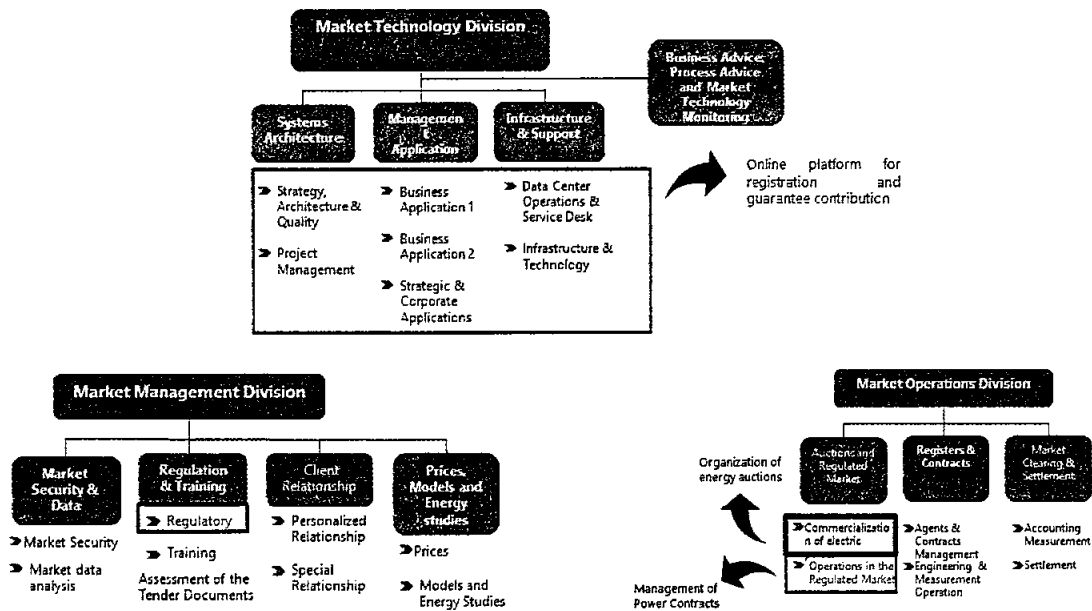 Market Technology Division
Business Advice,
Process Advice
and Market
Technology
Monitoring
Systems
Architecture
Managemen
t
Application
Infrastructure
& Support
➤ Strategy,
Architecture &
Quality
➤ Project
Management
➤ Business
Application 1
➤ Business
Application 2
➤ Strategic &
Corporate
Applications
➤ Data Center
Operations &
Service Desk
➤ Infrastructure &
Technology
Online platform for
registration and
guarantee contribution
Market Management Division
Market
Security &
Data
➤ Market Security
➤ Market data
analysis
Regulation
& Training
➤ Regulatory
➤ Training
Assessment of the
Tender Documents
Client
Relationship
➤ Personalized
Relationship
➤ Special
Relationship
Prices,
Models and
Energy
studies
➤ Prices
➤ Models and
Energy Studies
Market Operations Division
Organization of
energy auctions
Management of
Power Contracts
Auctions and
Regulated
Market
➤ Commercializatio
n of electric
➤ Operations in the
Regulated Market
Registers &
Contracts
➤ Agents &
Contracts
Management
➤ Engineering &
Measurement
Operation
Market
Clearing &
Settlement
➤ Accounting
Measurement
➤ Settlement